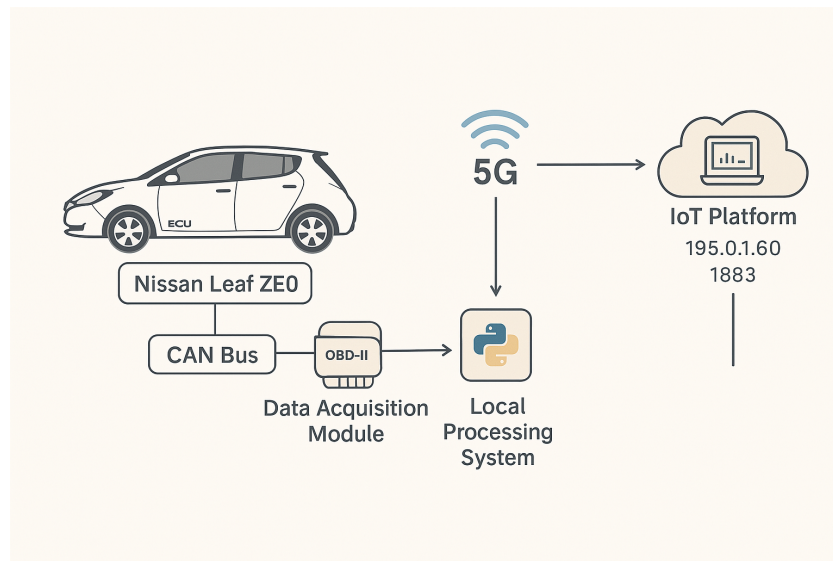 ECU
Nissan Leaf ZE0
CAN Bus
OBD-II
Data Acquisition
Module
5G
Local
Processing
System
IoT Platform
195.0.1.60
1883